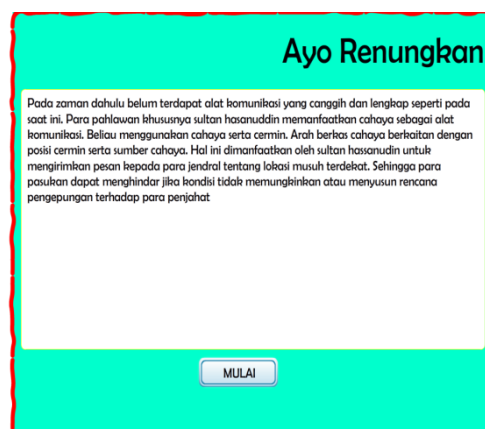 Ayo Renungkan
Pada zaman dahulu belum terdapat alat komunikasi yang canggih dan lengkap seperti pada
saat ini. Para pahlawan khususnya sultan hasanuddin memanfaatkan cahaya sebagai alat
komunikasi. Beliau menggunakan cahaya serta cermin. Arah berkas cahaya berkaitan dengan
posisi cermin serta sumber cahaya. Hal ini dimanfaatkan oleh sultan hassanudin untuk
mengirimkan pesan kepada para jendral tentang lokasi musuh terdekat. Sehingga para
pasukan dapat menghindar jika kondisi tidak memungkinkan atau menyusun rencana
pengepungan terhadap para penjahat
MULAI